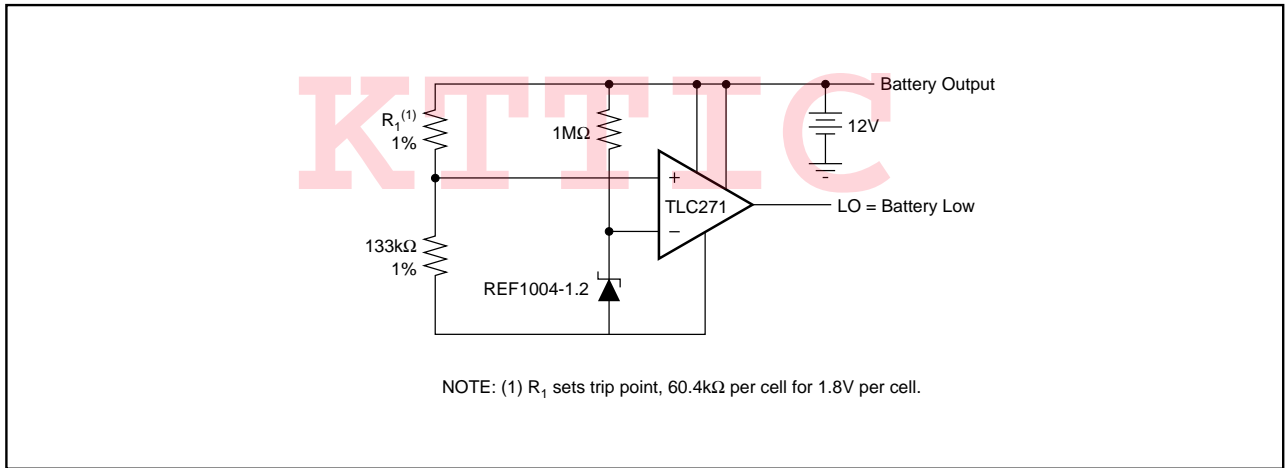 KTTIC
Battery Output
R₁⁽¹⁾
1%
1MΩ
12V
+
TLC271
−
LO = Battery Low
133kΩ
1%
REF1004-1.2
NOTE: (1) R₁ sets trip point, 60.4kΩ per cell for 1.8V per cell.